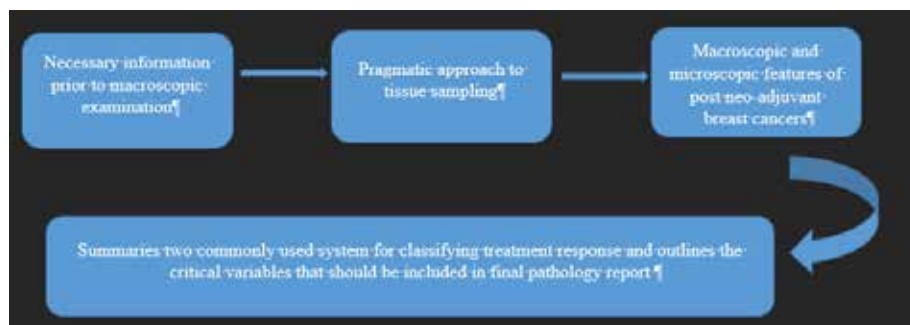 Necessary information
prior to macroscopic
examination¶
Pragmatic approach to
tissue sampling¶
Macroscopic and
microscopic features of
post neo-adjuvant
breast cancers¶
Summaries two commonly used system for classifying treatment response and outlines the
critical variables that should be included in final pathology report ¶